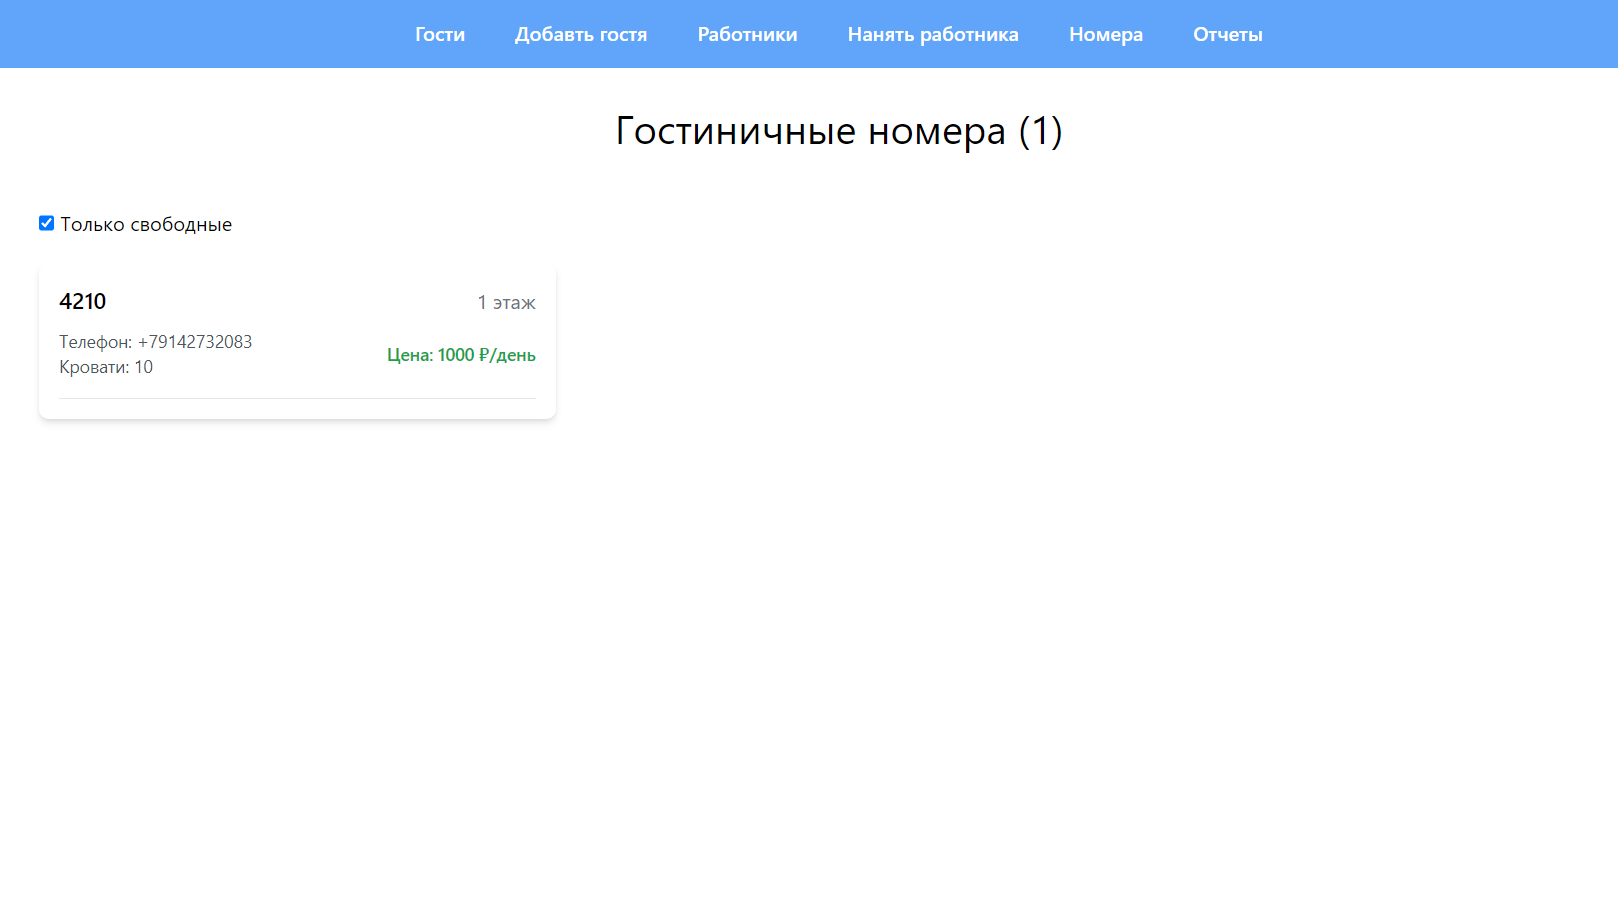 Гости Добавть гостя Работники Нанять работника Номера Отчеты
Гостиничные номера (1)
Только свободные
4210 1 этаж
Телефон: +79142732083
Цена: 1000 ₽/день
Кровати: 10